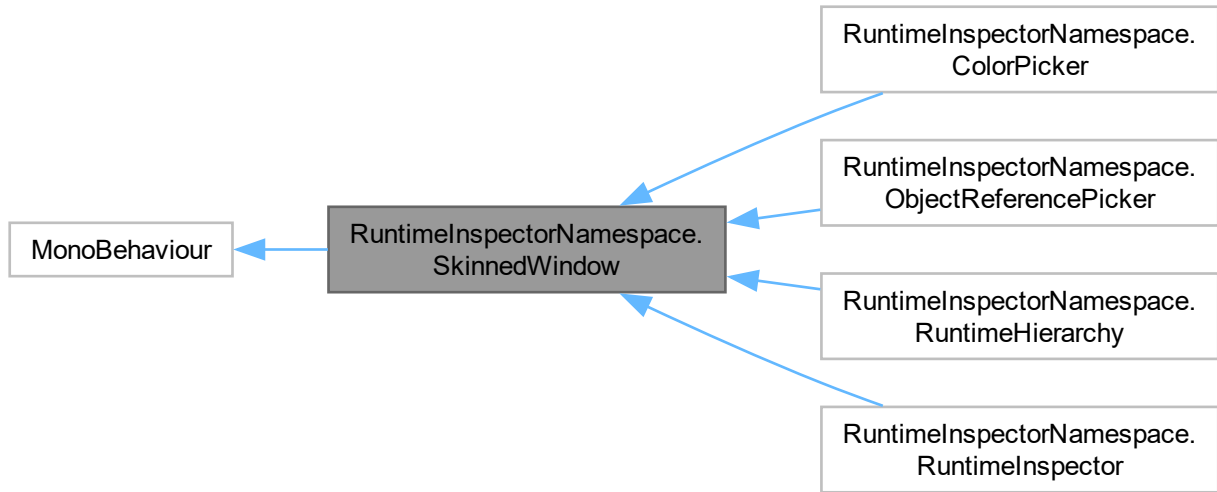 MonoBehaviour
RuntimeInspectorNamespace.
SkinnedWindow
RuntimeInspectorNamespace.
ColorPicker
RuntimeInspectorNamespace.
ObjectReferencePicker
RuntimeInspectorNamespace.
RuntimeHierarchy
RuntimeInspectorNamespace.
RuntimeInspector